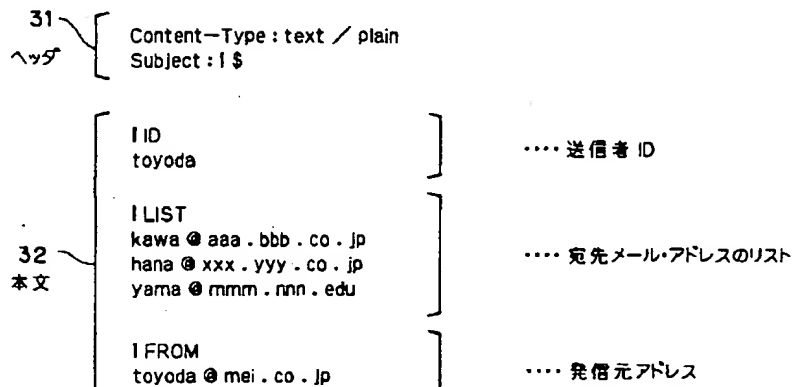 31
ヘッダ
Content-Type : text / plain
Subject : ! $
! ID
toyoda
‥‥ 送信者 ID
! LIST
kawa @ aaa . bbb . co . jp
hana @ xxx . yyy . co . jp
yama @ mmm . nnn . edu
‥‥ 宛先メール・アドレスのリスト
32
本文
! FROM
toyoda @ mei . co . jp
‥‥ 発信元アドレス